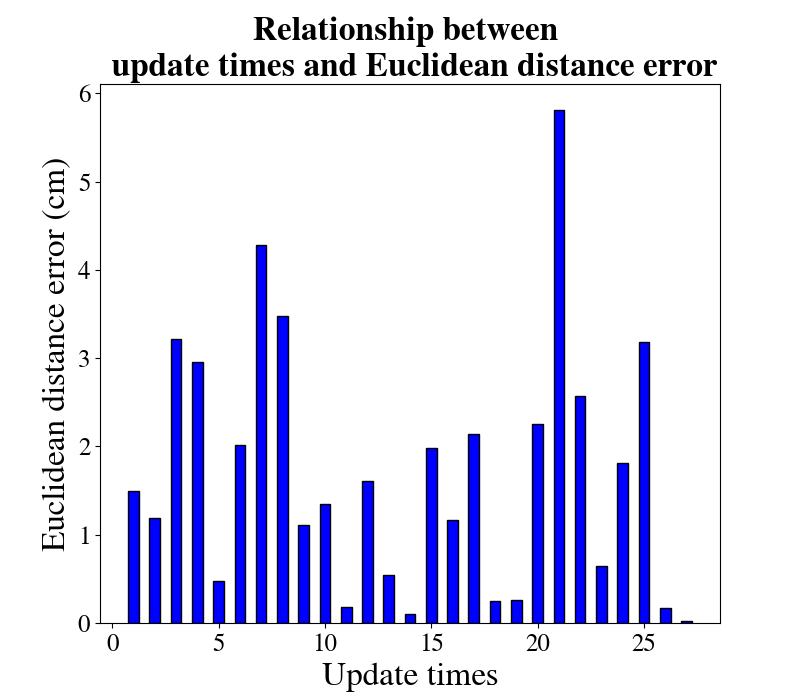 Relationship between
update times and Euclidean distance error
Euclidean distance error (cm)
6
5
4
3
2
1
0
0 5 10 15 20 25
Update times